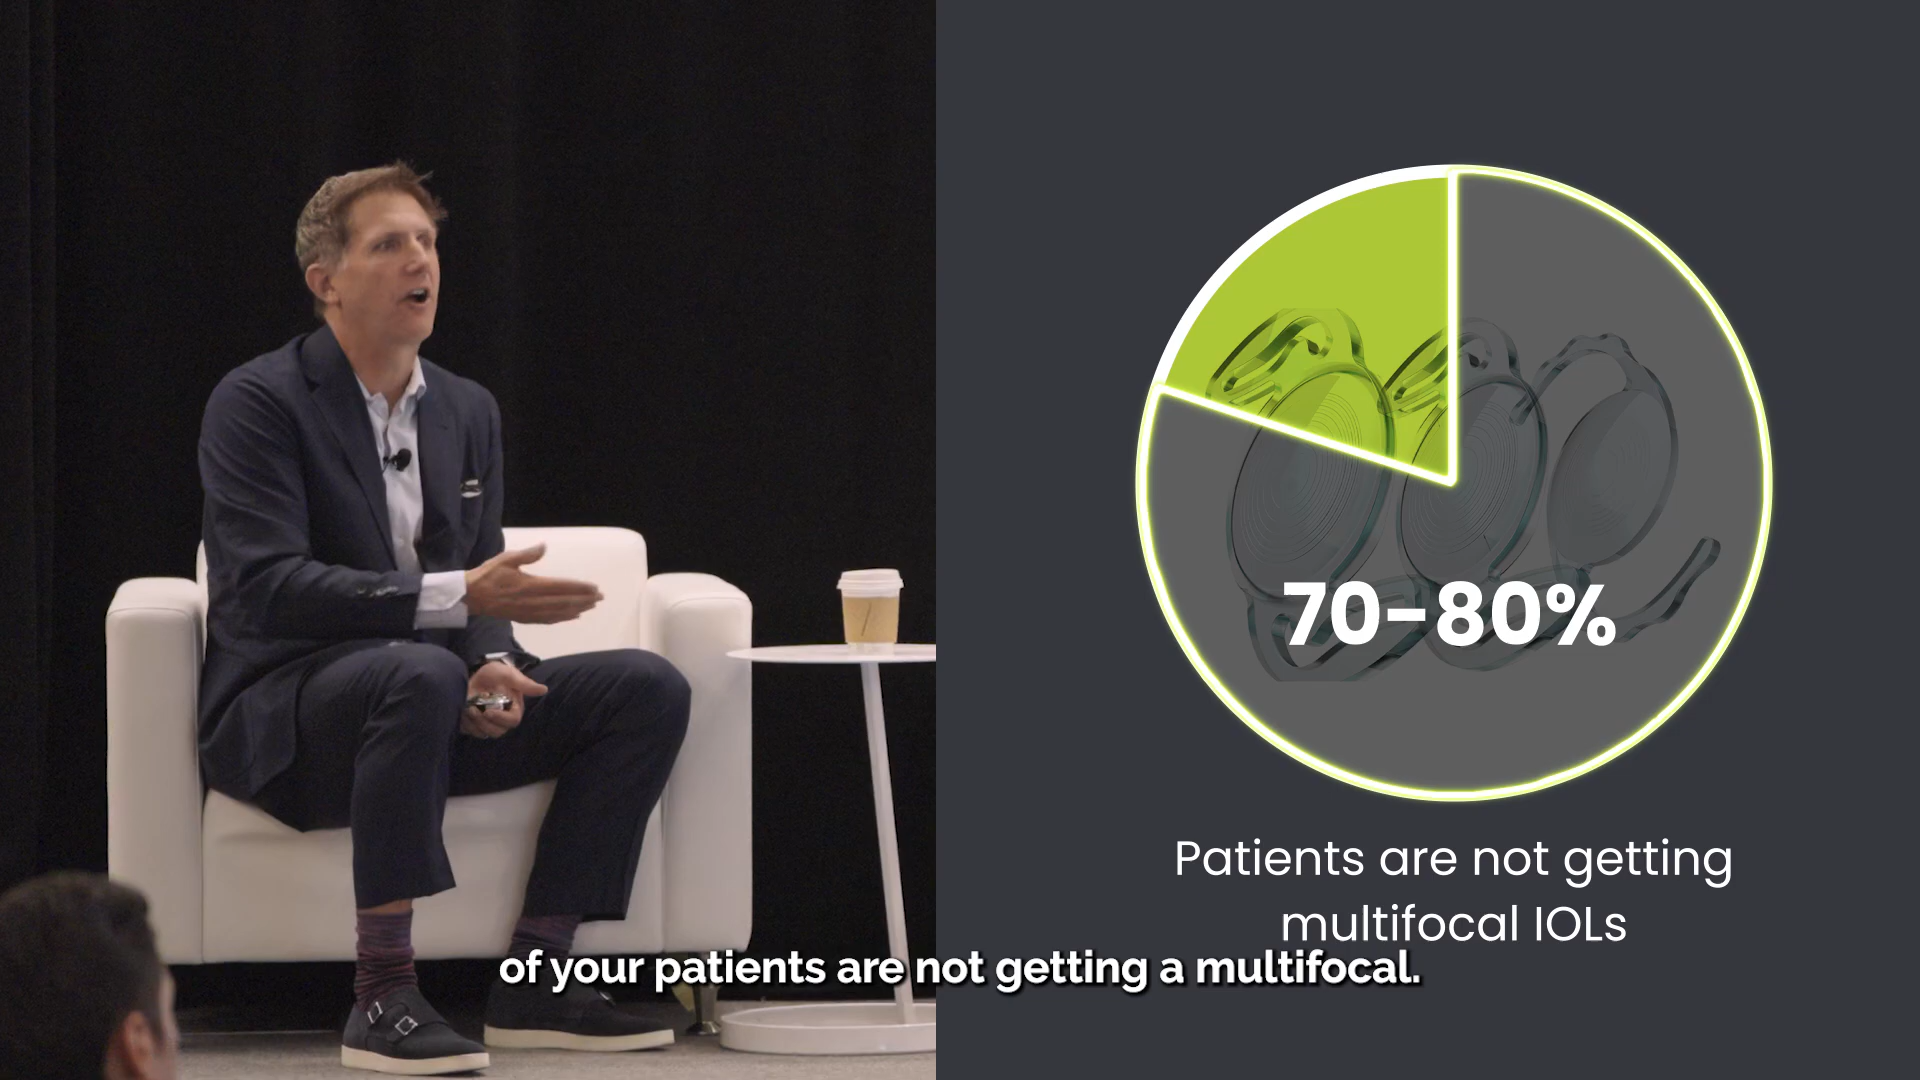 70-80%
Patients are not getting
multifocal IOLs
of your patients are not getting a multifocal.